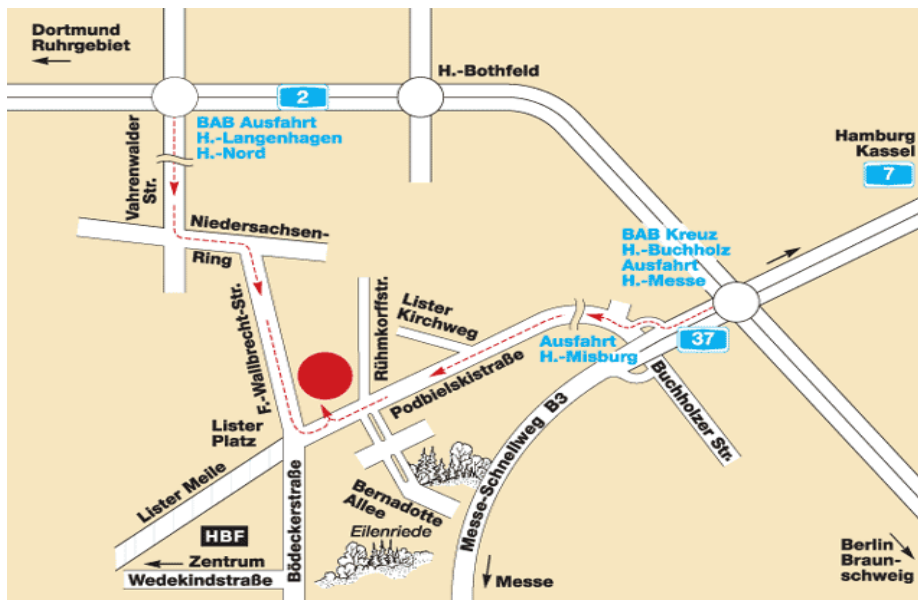 Dortmund
Ruhrgebiet
H.-Bothfeld
2
BAB Ausfahrt
H.-Langenhagen
H.-Nord
Hamburg
Kassel
7
Vahrenwalder
Str.
Niedersachsen-
Ring
BAB Kreuz
H.-Buchholz
Ausfahrt
H.-Messe
F.-Wallbrecht-Str.
Rühmkorffstr.
Lister
Kirchweg
Ausfahrt
H.-Misburg
37
Podbielskistraße
Buchholzer Str.
Lister
Platz
Messe-Schnellweg B3
Lister Meile
Bödeckerstraße
Bernadotte
Allee
Eilenriede
HBF
Zentrum
Wedekindstraße
Messe
Berlin
Braun-
schweig